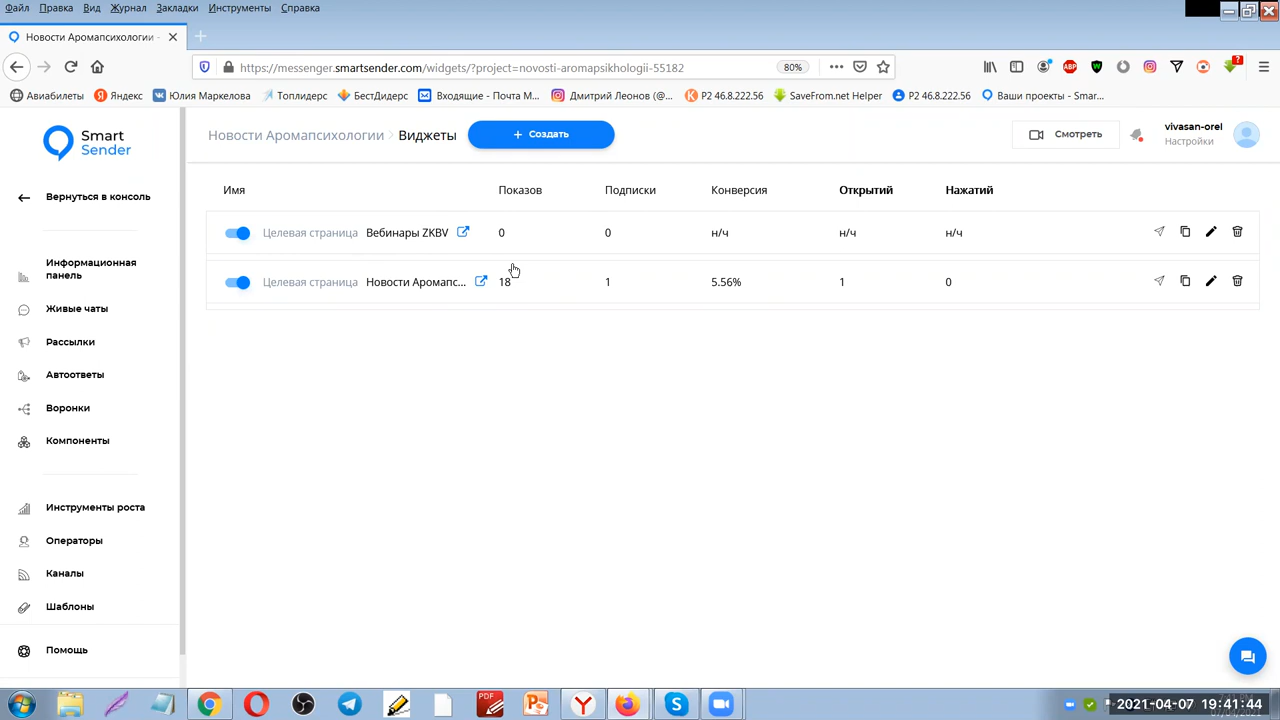 Файл Правка Вид Журнал Закладки Инструменты Справка
Новости Аромапсихологии -
https://messenger.smartsender.com/widgets/?project=novosti-aromapsikhologii-55182
80%
ABP
W
?
Авиабилеты
Яндекс
Юлия Маркелова
Топлидерс
БестДидерс
Входящие - Почта M...
Дмитрий Леонов (@...
P2 46.8.222.56
SaveFrom.net Helper
P2 46.8.222.56
Ваши проекты - Smar...
Smart
Sender
Новости Аромапсихологии
Виджеты
+ Создать
Смотреть
vivasan-orel
Настройки
Вернуться в консоль
Информационная
панель
Живые чаты
Рассылки
Автоответы
Воронки
Компоненты
Инструменты роста
Операторы
Каналы
Шаблоны
Помощь
Имя Показов Подписки Конверсия Открытий Нажатий
Целевая страница Вебинары ZKBV 0 0 н/ч н/ч н/ч
Целевая страница Новости Аромапс... 18 1 5.56% 1 0
PDF
2021-04-07 19:41:44